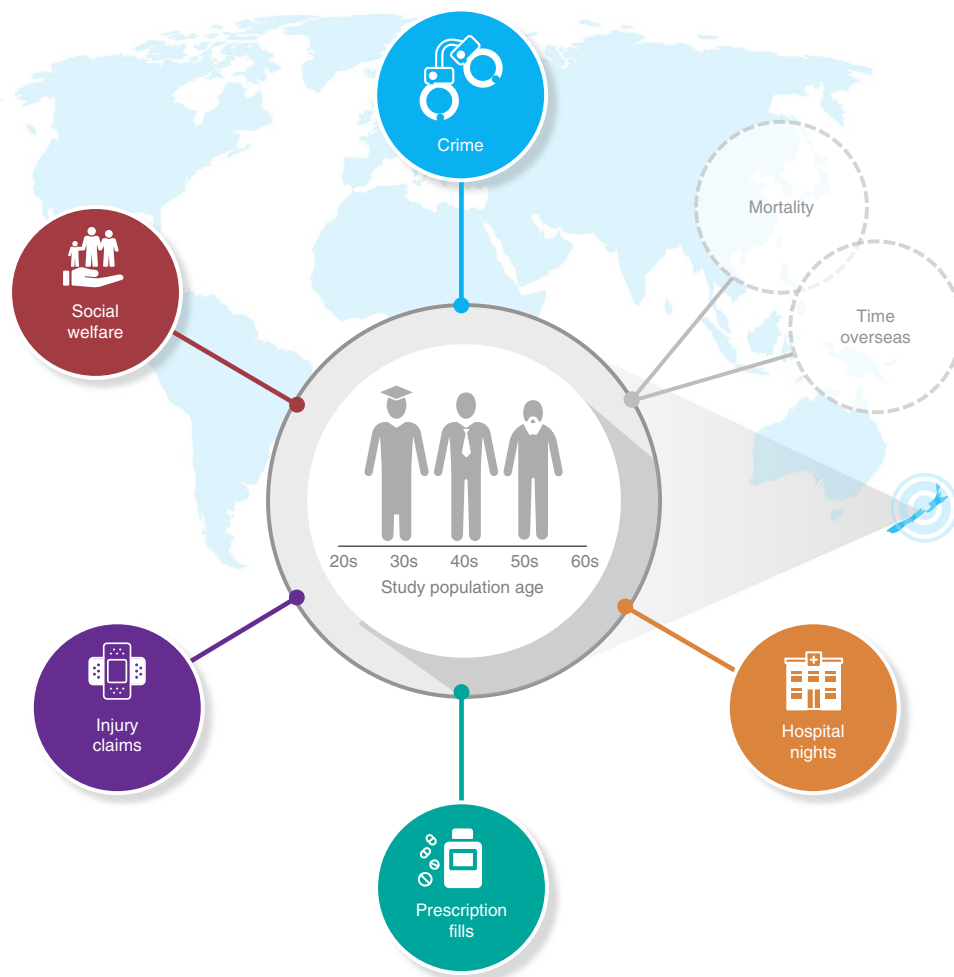 Crime
Mortality
Social
welfare
Time
overseas
20s 30s 40s 50s 60s
Study population age
Injury
claims
Hospital
nights
Prescription
fills